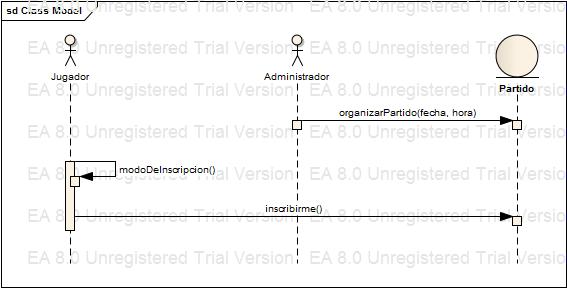 sd Class Model
EA 8.0 Unregistered Trial Version EA 8.0 Unregistered Trial Version
EA 8.0 Unregistered Trial Version EA 8.0 Unregistered Trial Version
Jugador Administrador Partido
EA 8.0 Unregistered Trial Version EA 8.0 Unregistered Trial Version
organizarPartido(fecha, hora)
EA 8.0 Unregistered Trial Version EA 8.0 Unregistered Trial Version
modoDeInscripcion()
EA 8.0 Unregistered Trial Version EA 8.0 Unregistered Trial Version
inscribirme()
EA 8.0 Unregistered Trial Version EA 8.0 Unregistered Trial Version
EA 8.0 Unregistered Trial Version EA 8.0 Unregistered Trial Version